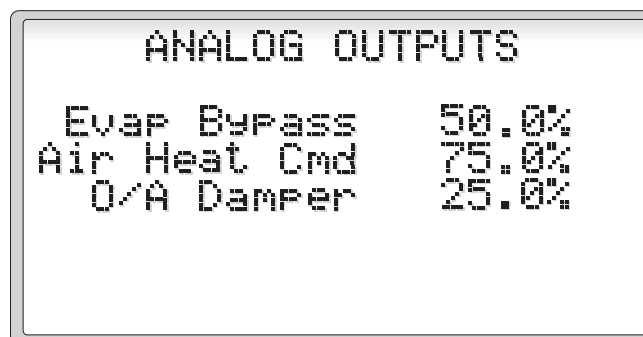 ANALOG OUTPUTS
Evap Bypass 50.0%
Air Heat Cmd 75.0%
O/A Damper 25.0%